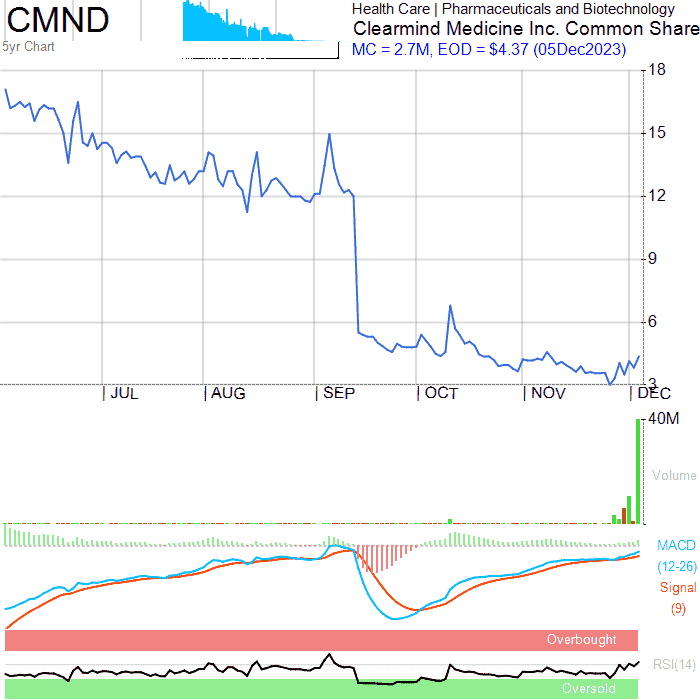 CMND
Health Care | Pharmaceuticals and Biotechnology
Clearmind Medicine Inc. Common Share
5yr Chart
MC = 2.7M, EOD = $4.37 (05Dec2023)
18
15
12
9
6
3
| JUL | AUG | SEP | OCT | NOV | DEC
40M
Volume
MACD
(12-26)
Signal
(9)
Overbought
RSI(14)
Oversold